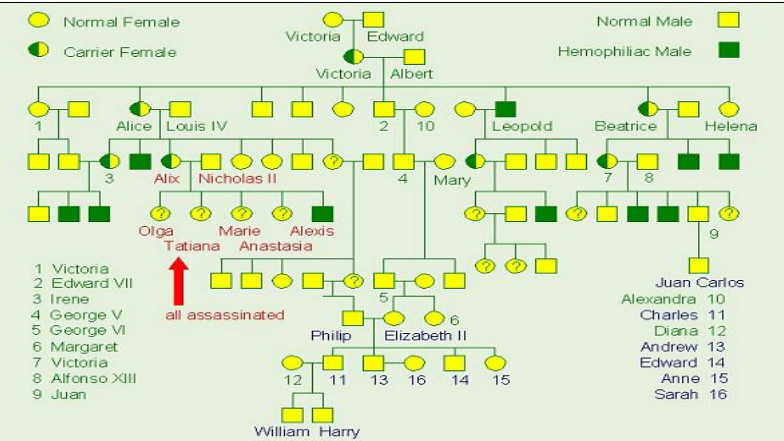 Normal Female
Normal Male
Victoria Edward
Carrier Female
Hemophiliac Male
Victoria Albert
1 Alice Louis IV 2 10 Leopold Beatrice Helena
? 
3 Alix Nicholas II 4 Mary 7 8
? ? ? ? ? ? ?
9
Olga Marie Alexis
Tatiana Anastasia
? ?
1 Victoria
Juan Carlos
2 Edward VII
?
3 Irene
5
Alexandra 10
4 George V
all assassinated
Charles 11
5 George VI
6
Diana 12
6 Margaret
Philip Elizabeth II
Andrew 13
7 Victoria
Edward 14
8 Alfonso XIII
Anne 15
9 Juan
12 11 13 16 14 15
Sarah 16
William Harry